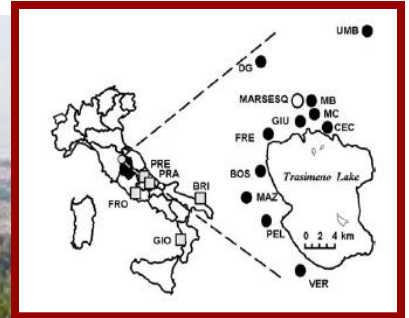 UMB
DG
MARSESQ MB
GIU MC
CEC
FRE
BOS Trasimeno Lake
MAZ
PEL 0 2 4 km
VER
PRE
PRA
BRI
FRO
GIO